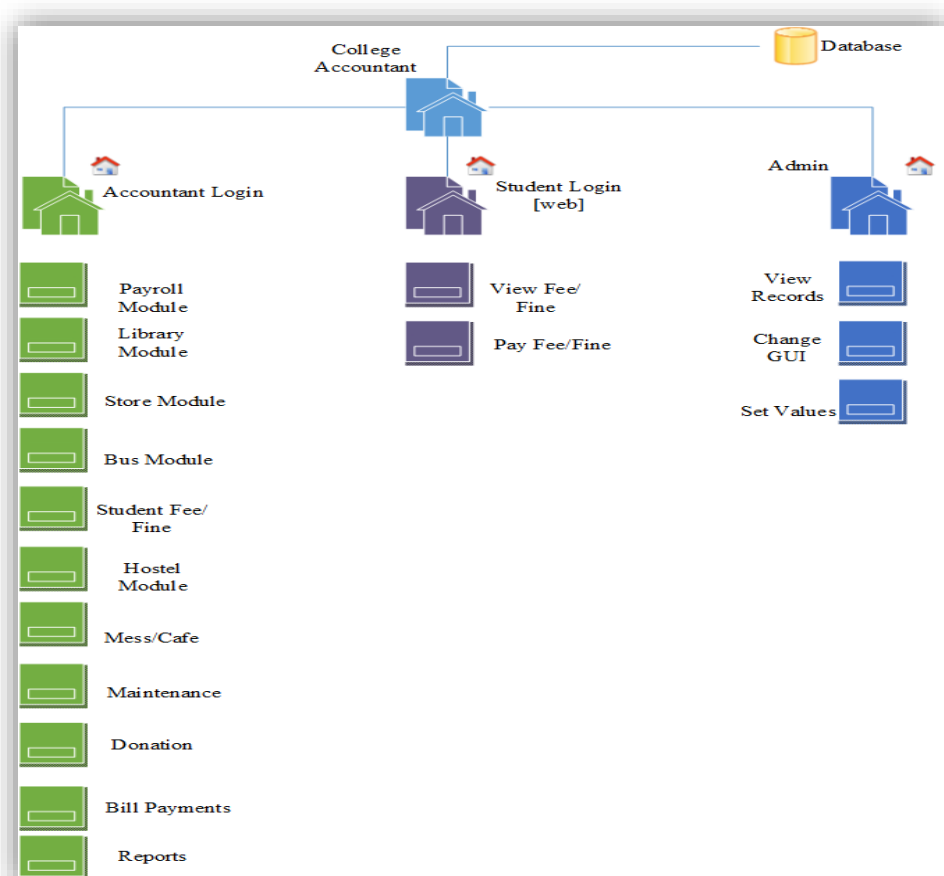 College
Accountant
Database
Accountant Login
Student Login
[web]
Admin
Payroll
Module
Library
Module
Store Module
Bus Module
Student Fee/
Fine
Hostel
Module
Mess/Cafe
Maintenance
Donation
Bill Payments
Reports
View Fee/
Fine
Pay Fee/Fine
View
Records
Change
GUI
Set Values